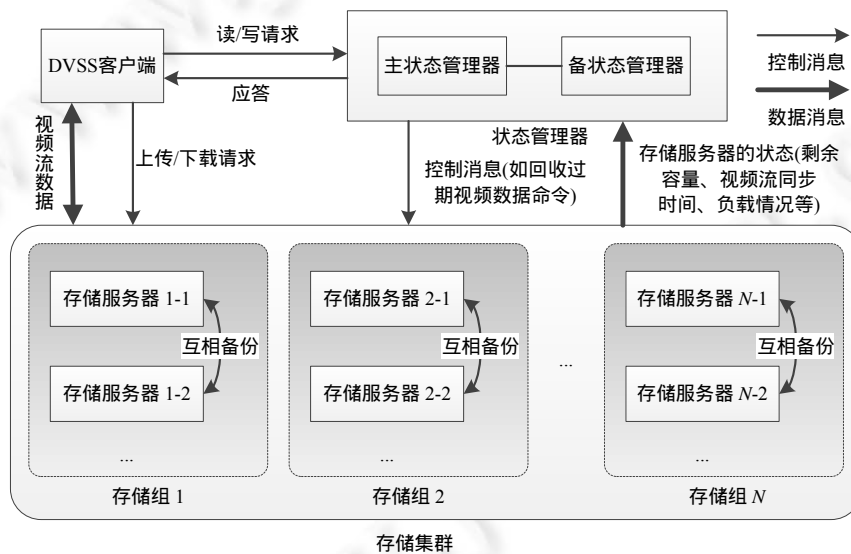 读/写请求
DVSS客户端
应答
主状态管理器
备状态管理器
控制消息
数据消息
状态管理器
视频流数据
上传/下载请求
控制消息(如回收过
期视频数据命令)
存储服务器的状态(剩余
容量、视频流同步
时间、负载情况等)
存储服务器 1-1
互相备份
存储服务器 1-2
...
存储组 1
存储服务器 2-1
互相备份
存储服务器 2-2
...
存储组 2
...
存储服务器 N-1
互相备份
存储服务器 N-2
...
存储组 N
存储集群